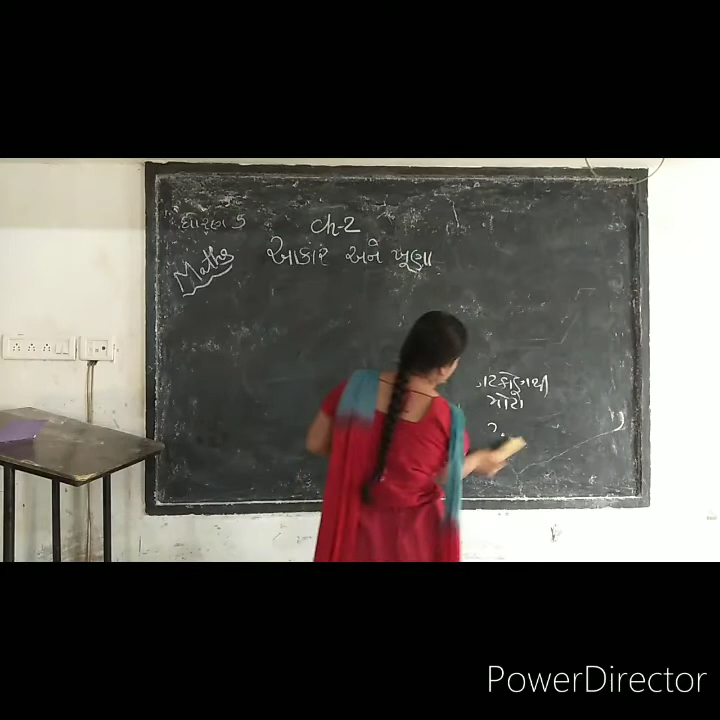 ધોરણ 5
Ch-2
Maths
આકાર અને ખૂણા
મોટો
PowerDirector